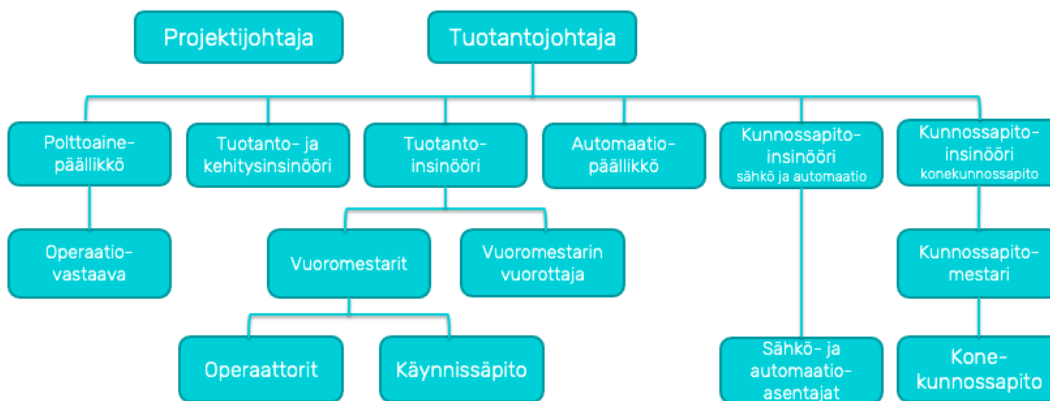 Projektijohtaja
Tuotantojohtaja
Polttoaine-
päällikkö
Tuotanto- ja
kehitysinsinööri
Tuotanto-
insinööri
Automaatio-
päällikkö
Kunnossapito-
insinööri
sähkö ja automaatio
Kunnossapito-
insinööri
konekunnossapito
Operaatio-
vastaava
Vuoromestarit
Vuoromestarin
vuorottaja
Kunnossapito-
mestari
Operaattorit
Käynnissäpito
Sähkö- ja
automaatio-
asentajat
Kone-
kunnossapito